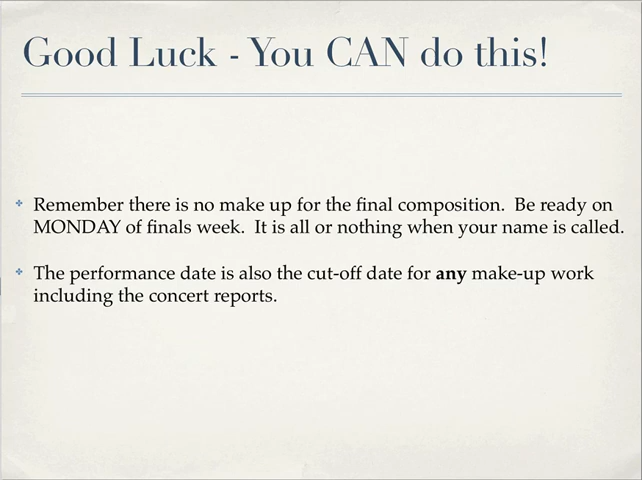 Good Luck - You CAN do this!
Remember there is no make up for the final composition.  Be ready on
MONDAY of finals week.  It is all or nothing when your name is called.
The performance date is also the cut-off date for any make-up work
including the concert reports.